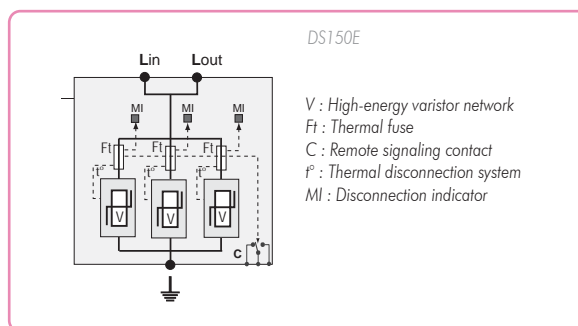 DS150E
Lin Lout
MI MI MI
Ft Ft Ft
t° t° t°
V V V
C
V : High-energy varistor network
Ft : Thermal fuse
C : Remote signaling contact
t° : Thermal disconnection system
MI : Disconnection indicator